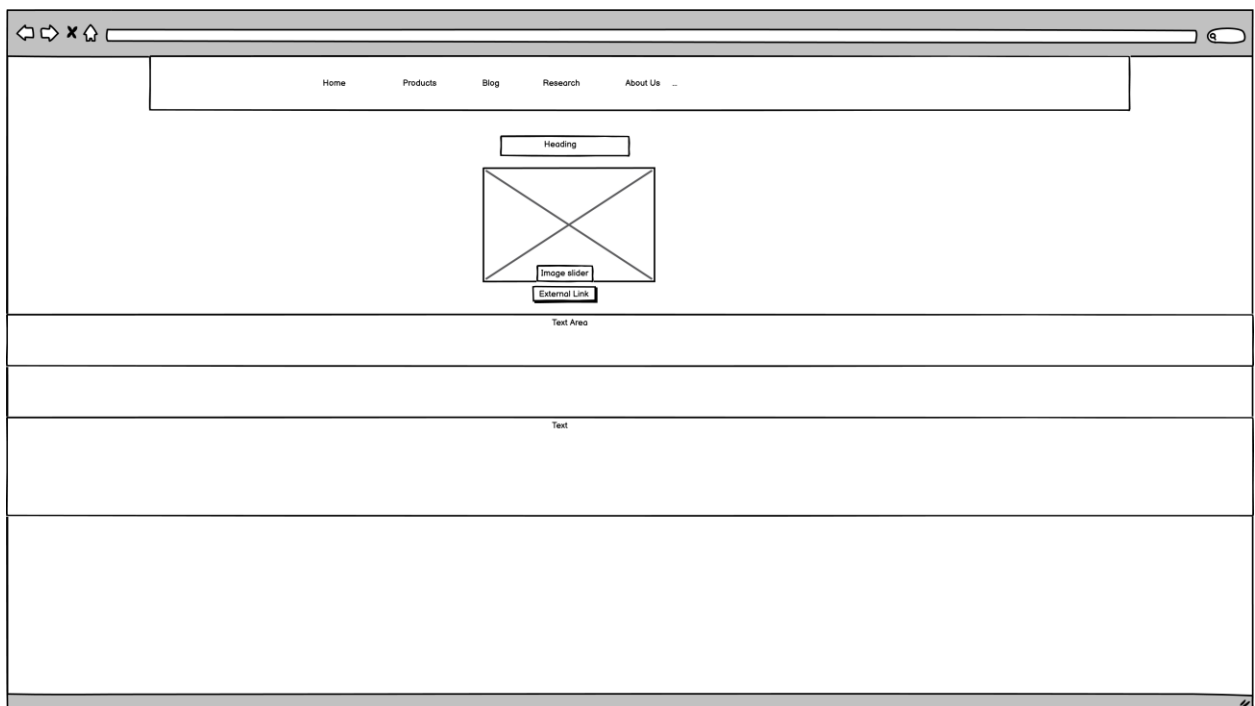 Home Products Blog Research About Us ...
Heading
Image slider
External Link
Text Area
Text